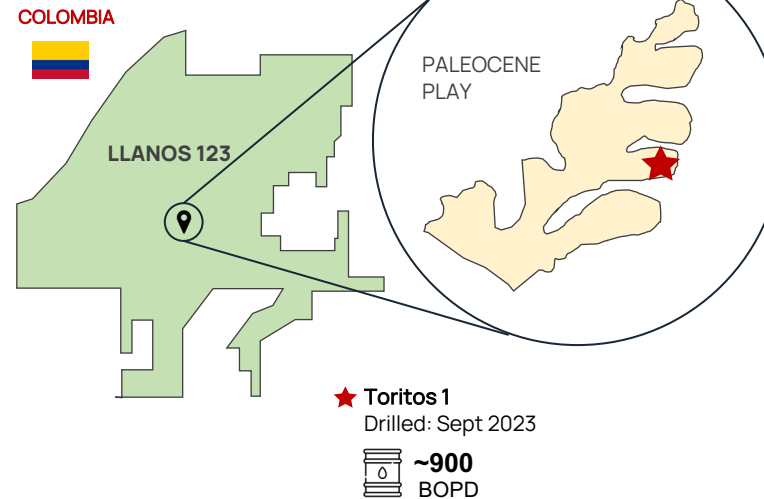 COLOMBIA
PALEOCENE
PLAY
LLANOS 123
Toritos 1
Drilled: Sept 2023
~900
BOPD